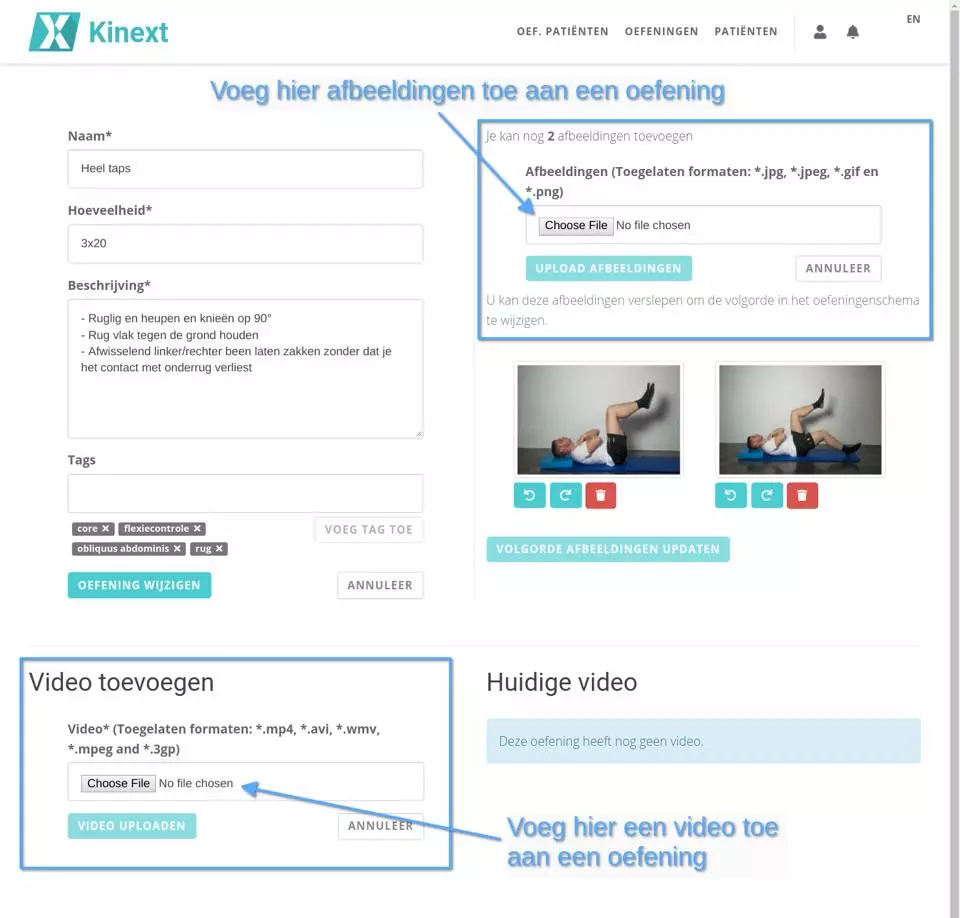 Kinext
OEF. PATIËNTEN OEFENINGEN PATIËNTEN
EN
Voeg hier afbeeldingen toe aan een oefening
Naam*
Heel taps
Hoeveelheid*
3x20
Beschrijving*
- Ruglig en heupen en knieën op 90°
- Rug vlak tegen de grond houden
- Afwisselend linker/rechter been laten zakken zonder dat je
het contact met onderrug verliest
Tags
core × flexiecontrole ×
obliquus abdominis × rug ×
VOEG TAG TOE
OEFENING WIJZIGEN ANNULEER
Je kan nog 2 afbeeldingen toevoegen
Afbeeldingen (Toegelaten formaten: *.jpg, *.jpeg, *.gif en
*.png)
Choose File No file chosen
UPLOAD AFBEELDINGEN ANNULEER
U kan deze afbeeldingen verslepen om de volgorde in het oefeningenschema
te wijzigen.
VOLGORDE AFBEELDINGEN UPDATEN
Video toevoegen
Video* (Toegelaten formaten: *.mp4, *.avi, *.wmv,
*.mpeg and *.3gp)
Choose File No file chosen
VIDEO UPLOADEN ANNULEER
Huidige video
Deze oefening heeft nog geen video.
Voeg hier een video toe
aan een oefening